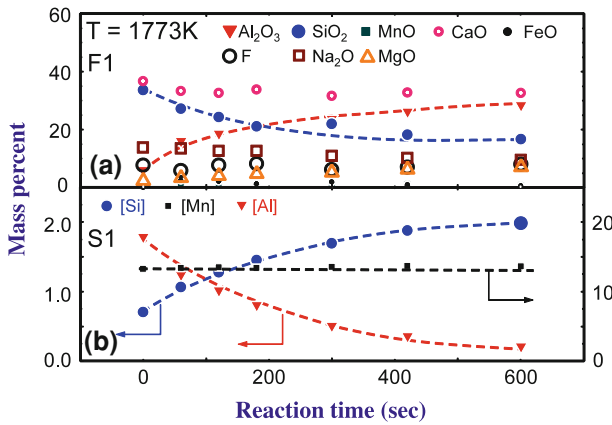 60
T = 1773K
Al₂O₃ SiO₂ MnO CaO FeO
F1
F Na₂O MgO
40
20
(a)
0
Mass percent
[Si] [Mn] [Al]
2.0
S1
20
1.0
10
(b)
0.0
0
0 200 400 600
Reaction time (sec)